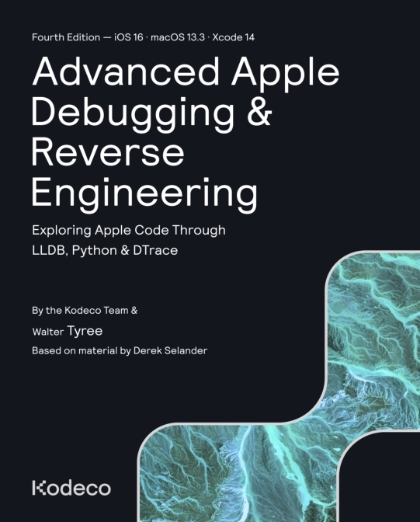 Fourth Edition — iOS 16 · macOS 13.3 · Xcode 14
Advanced Apple
Debugging &
Reverse
Engineering
Exploring Apple Code Through
LLDB, Python & DTrace
By the Kodeco Team &
Walter Tyree
Based on material by Derek Selander
Kodeco